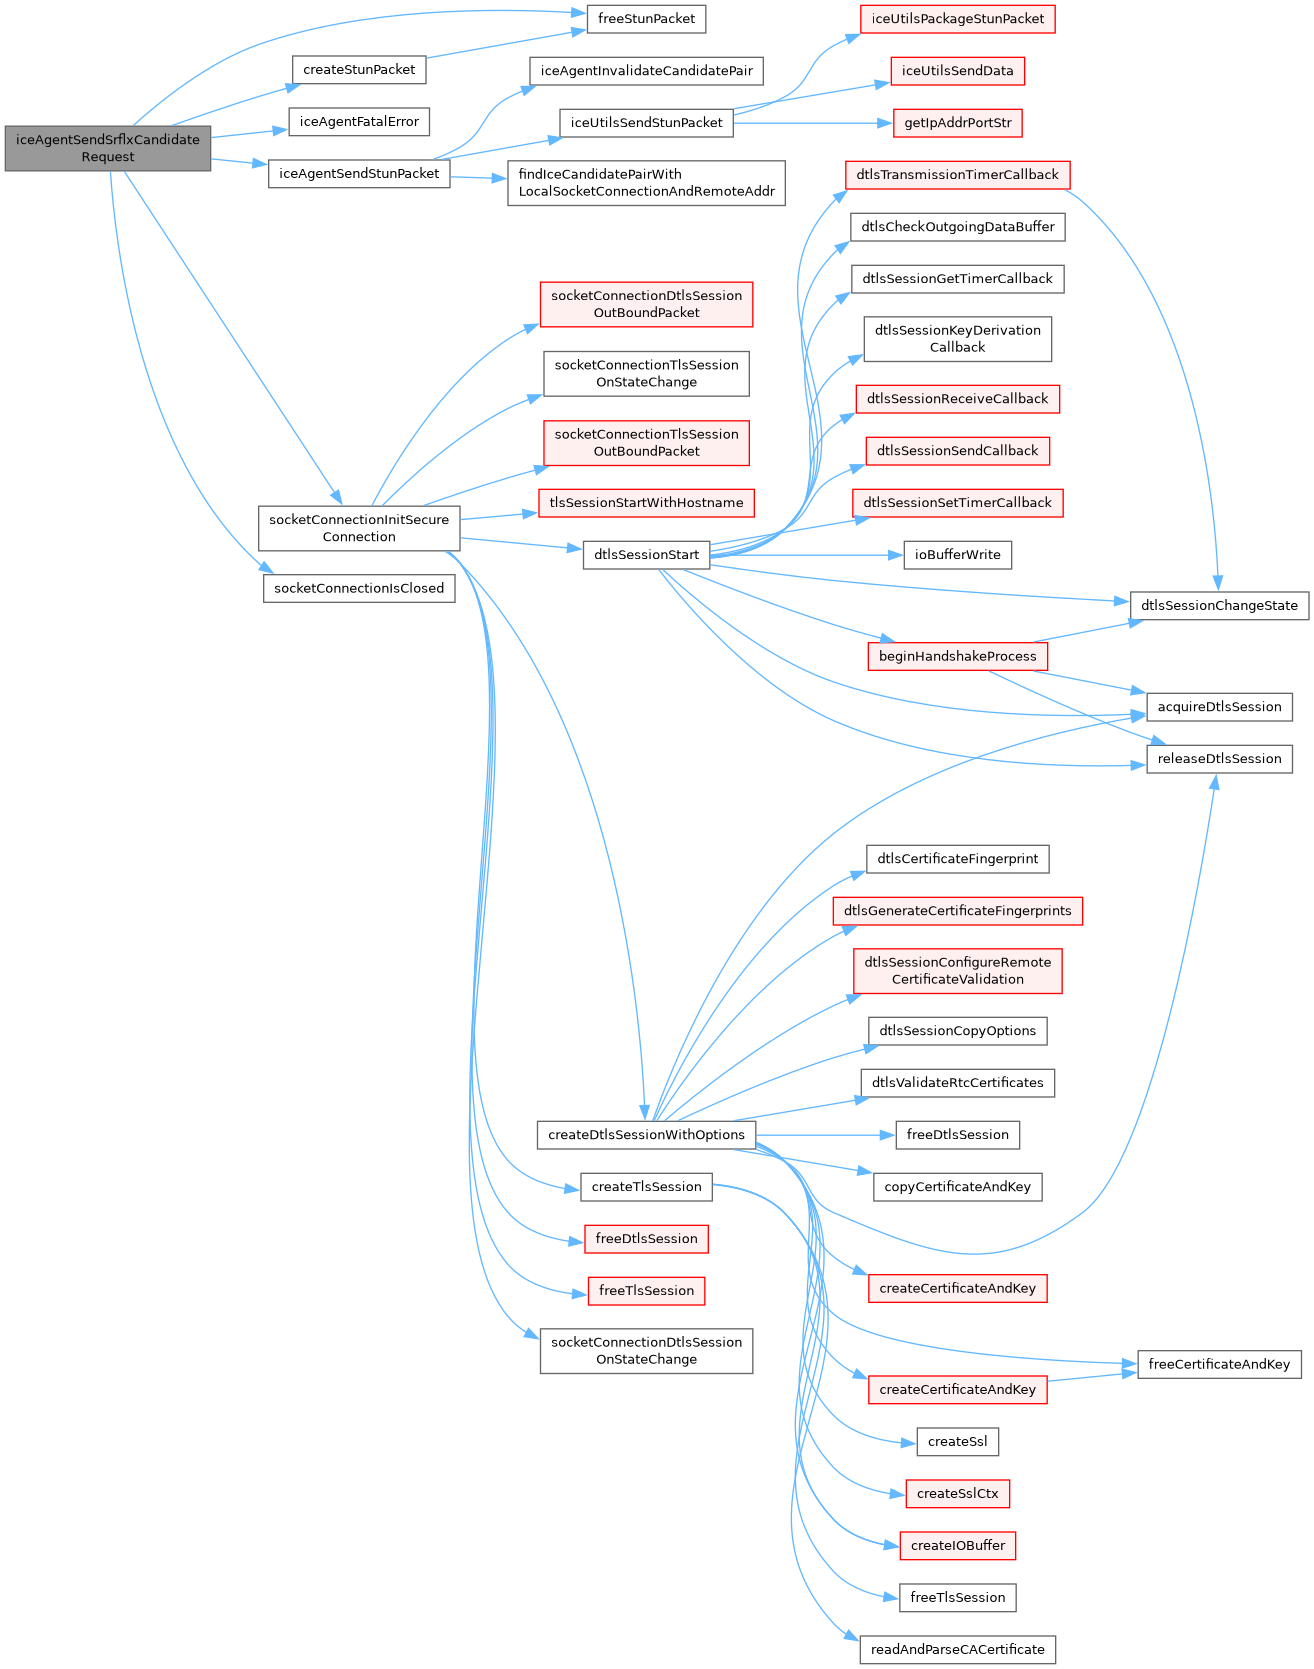 iceAgentSendSrflxCandidate
Request
freeStunPacket
createStunPacket
iceAgentFatalError
iceAgentSendStunPacket
iceAgentInvalidateCandidatePair
iceUtilsSendStunPacket
findIceCandidatePairWith
LocalSocketConnectionAndRemoteAddr
iceUtilsPackageStunPacket
iceUtilsSendData
getIpAddrPortStr
socketConnectionInitSecure
Connection
socketConnectionIsClosed
socketConnectionDtlsSession
OutBoundPacket
socketConnectionTlsSession
OnStateChange
socketConnectionTlsSession
OutBoundPacket
tlsSessionStartWithHostname
dtlsSessionStart
dtlsTransmissionTimerCallback
dtlsCheckOutgoingDataBuffer
dtlsSessionGetTimerCallback
dtlsSessionKeyDerivation
Callback
dtlsSessionReceiveCallback
dtlsSessionSendCallback
dtlsSessionSetTimerCallback
ioBufferWrite
dtlsSessionChangeState
beginHandshakeProcess
acquireDtlsSession
releaseDtlsSession
dtlsCertificateFingerprint
dtlsGenerateCertificateFingerprints
dtlsSessionConfigureRemote
CertificateValidation
dtlsSessionCopyOptions
dtlsValidateRtcCertificates
createDtlsSessionWithOptions
freeDtlsSession
copyCertificateAndKey
createTlsSession
freeDtlsSession
freeTlsSession
socketConnectionDtlsSession
OnStateChange
createCertificateAndKey
freeCertificateAndKey
createCertificateAndKey
createSsl
createSslCtx
createIOBuffer
freeTlsSession
readAndParseCACertificate